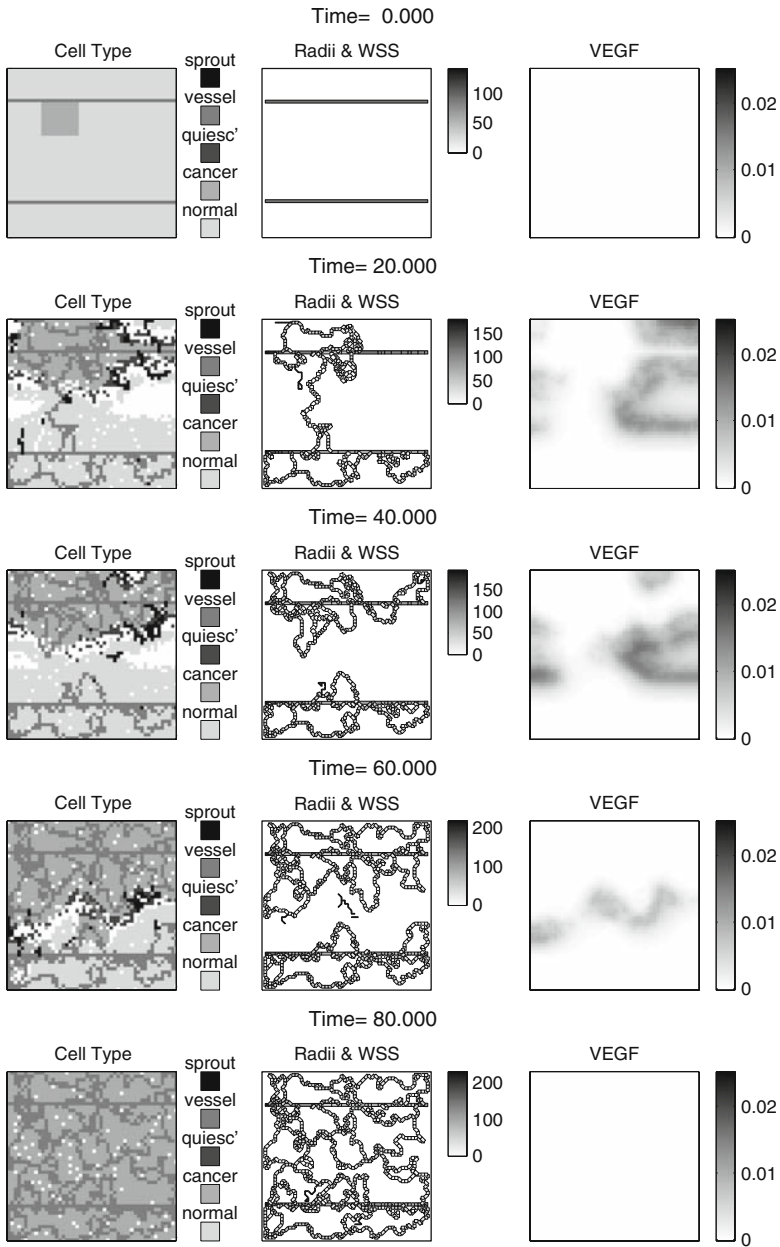 Time= 0.000
Cell Type
sprout
vessel
quiesc'
cancer
normal
Radii & WSS
100
50
0
VEGF
0.02
0.01
0
Time= 20.000
Cell Type
sprout
vessel
quiesc'
cancer
normal
Radii & WSS
150
100
50
0
VEGF
0.02
0.01
0
Time= 40.000
Cell Type
sprout
vessel
quiesc'
cancer
normal
Radii & WSS
150
100
50
0
VEGF
0.02
0.01
0
Time= 60.000
Cell Type
sprout
vessel
quiesc'
cancer
normal
Radii & WSS
200
100
0
VEGF
0.02
0.01
0
Time= 80.000
Cell Type
sprout
vessel
quiesc'
cancer
normal
Radii & WSS
200
100
0
VEGF
0.02
0.01
0